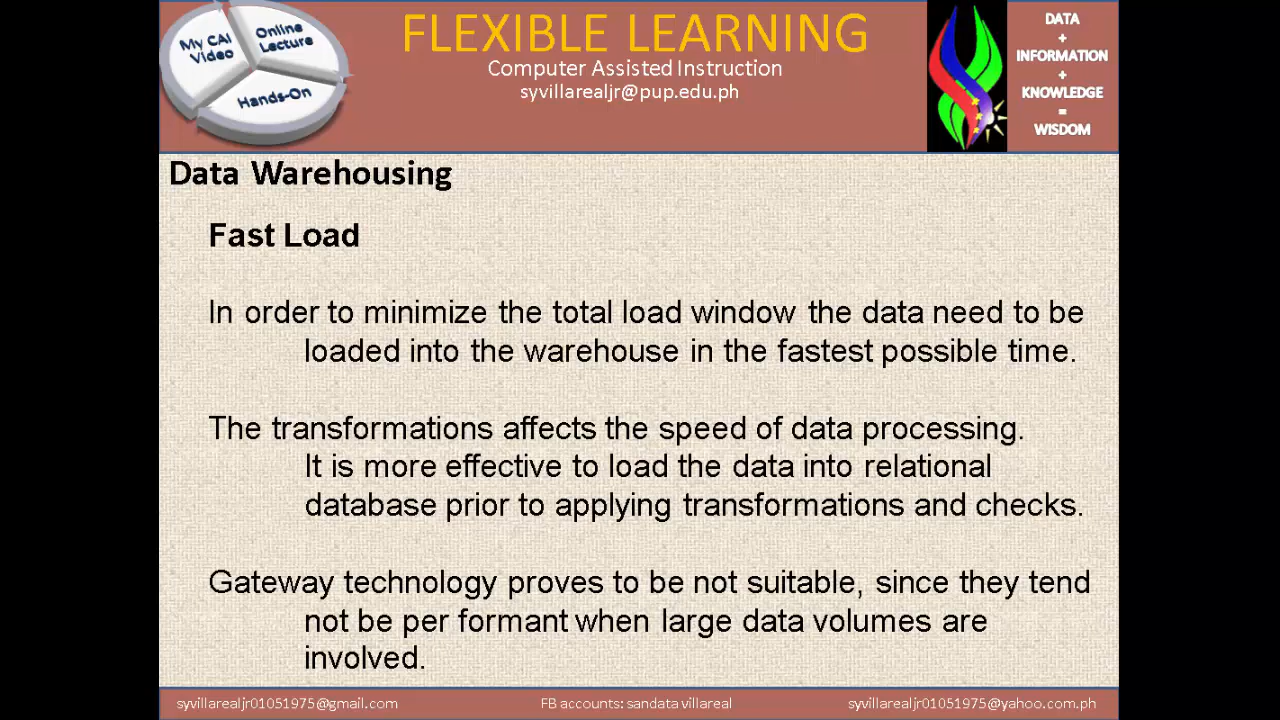 My CAI
Video
Online
Lecture
Hands-On
FLEXIBLE LEARNING
Computer Assisted Instruction
syvillarealjr@pup.edu.ph
DATA
+
INFORMATION
+
KNOWLEDGE
=
WISDOM
Data Warehousing
Fast Load
In order to minimize the total load window the data need to be
loaded into the warehouse in the fastest possible time.
The transformations affects the speed of data processing.
It is more effective to load the data into relational
database prior to applying transformations and checks.
Gateway technology proves to be not suitable, since they tend
not be per formant when large data volumes are
involved.
syvillarealjr01051975@gmail.com
FB accounts: sandata villareal
syvillarealjr01051975@yahoo.com.ph